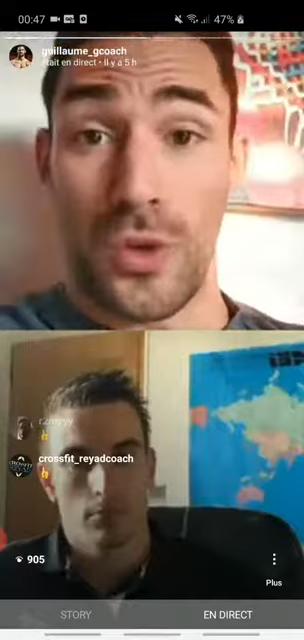 00:47
47%
guillaume_gcoach
était en direct • Il y a 5 h
crossfit_reyadcoach
905
Plus
STORY
EN DIRECT